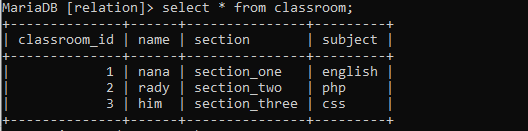 MariaDB [relation]> select * from classroom;
+--------------+------+---------------+---------+
| classroom_id | name | section       | subject |
+--------------+------+---------------+---------+
|            1 | nana | section_one   | english |
|            2 | rady | section_two   | php     |
|            3 | him  | section_three | css     |
+--------------+------+---------------+---------+